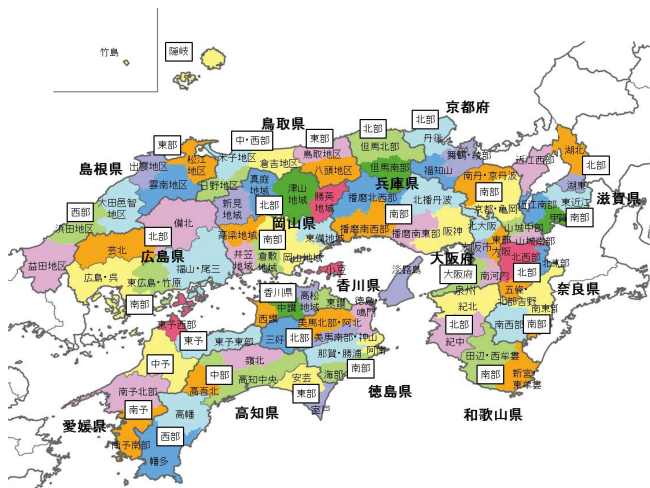 竹島
隠岐
島根県
東部
出雲地区
松江
地区
雲南地区
西部
大田邑智
地区
浜田地区
益田地区
鳥取県
中・西部
米子地区
倉吉地区
日野地区
東部
鳥取地区
八頭地区
岡山県
北部
真庭
地域
津山
地域
勝英
地域
新見
地域
高梁地域
南部
井笠
地域
倉敷
地域
岡山地域
東備地域
広島県
北部
備北
芸北
南部
広島・呉
東広島・竹原
福山・尾三
兵庫県
北部
但馬北部
但馬南部
南部
播磨北西部
播磨南西部
北播丹波
播磨南東部
阪神
淡路島
京都府
北部
丹後
舞鶴・綾部
福知山
南部
南丹・京丹波
京都・亀岡
山城中部
山城南部
滋賀県
北部
湖北
湖東
近江西部
南部
東近江
近江南部
甲賀
大阪府
大阪府
北大阪
大阪市
東部
大阪
南河内
泉州
奈良県
北部
北西部
北東部
五條・
北部吉野
南部
南東部
南西部
和歌山県
北部
紀北
紀中
南部
田辺・西牟婁
新宮・
東牟婁
香川県
香川県
小豆
高松
地域
東讃
中讃
西讃
徳島県
北部
徳島・
鳴門
美馬北部・阿北
美馬南部・神山
三好
南部
那賀・勝浦
阿南
海部
愛媛県
東予
東予西部
東予東部
中予
南予
南予北部
南予南部
高知県
中部
嶺北
高知中央
高吾北
東部
安芸
室戸
西部
高幡
幡多